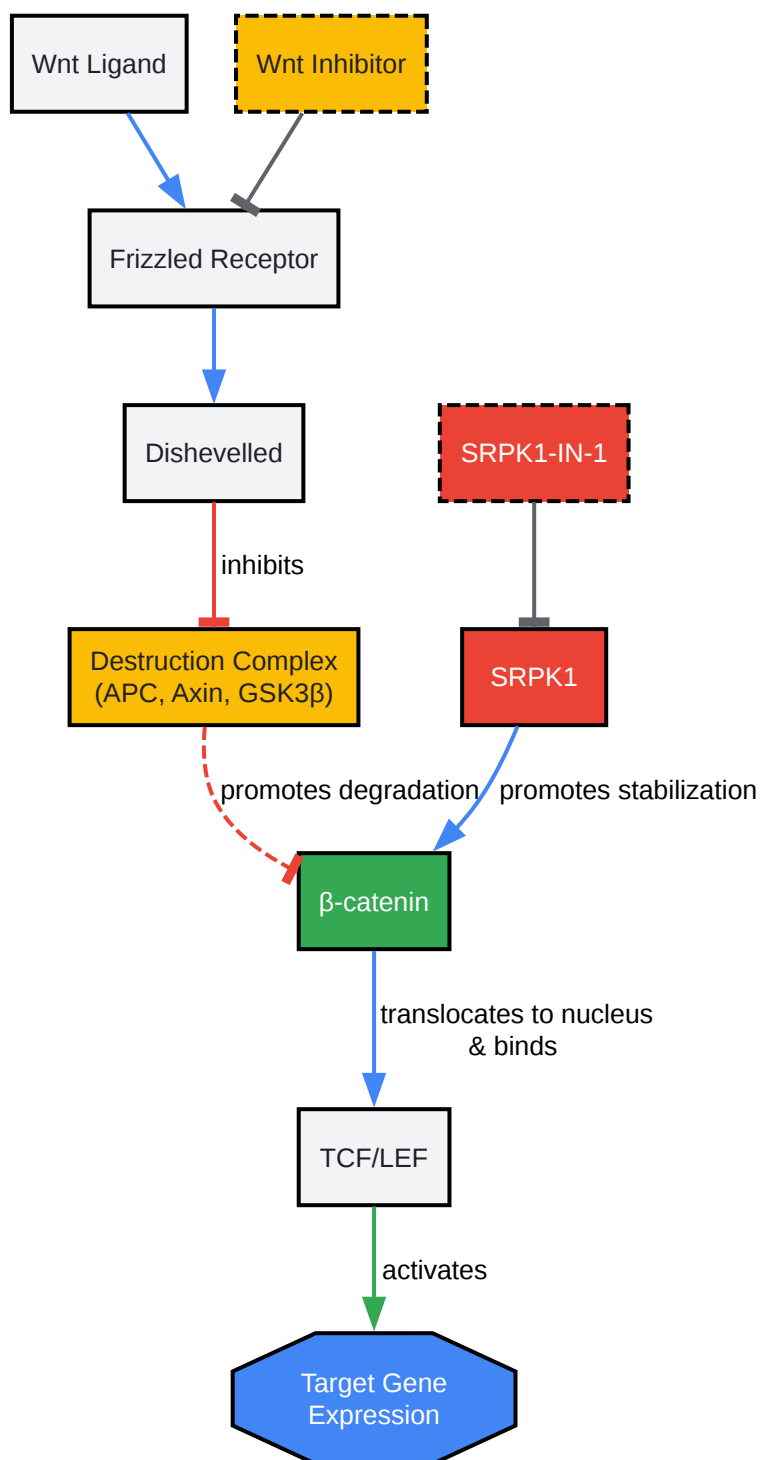 Wnt Ligand
Wnt Inhibitor
Frizzled Receptor
Dishevelled
SRPK1-IN-1
inhibits
Destruction Complex
(APC, Axin, GSK3β)
SRPK1
promotes degradation
promotes stabilization
β-catenin
translocates to nucleus
& binds
TCF/LEF
activates
Target Gene
Expression